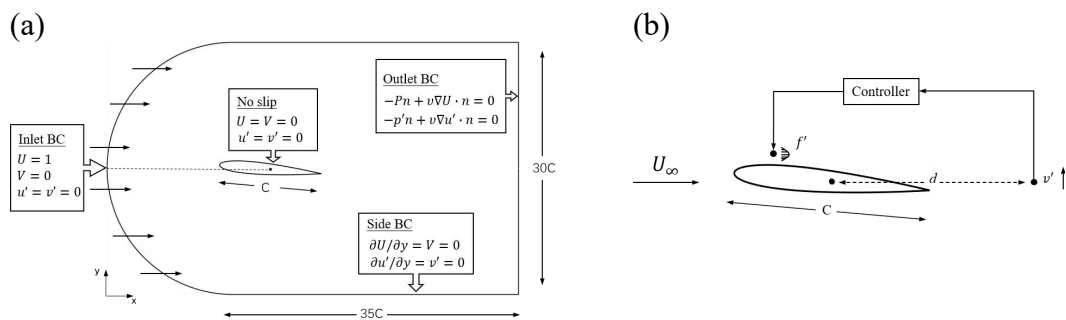 (a)
Inlet BC
U = 1
V = 0
u′ = v′ = 0
No slip
U = V = 0
u′ = v′ = 0
C
Outlet BC
−Pn + υ∇U · n = 0
−p′n + υ∇u′ · n = 0
Side BC
∂U/∂y = V = 0
∂u′/∂y = v′ = 0
30C
35C
y
x
(b)
Controller
f′
U∞
d
v′
C